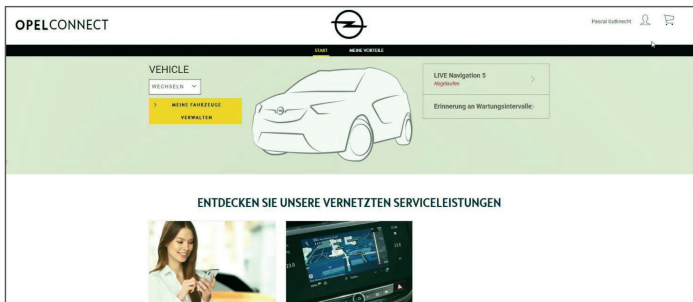 OPELCONNECT
Pascal Gutknecht
START MEINE VORTEILE
VEHICLE
WECHSELN
MEINE FAHRZEUGE
VERWALTEN
LIVE Navigation 5
Abgelaufen
Erinnerung an Wartungsintervalle
ENTDECKEN SIE UNSERE VERNETZTEN SERVICELEISTUNGEN